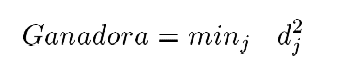 Ganadora = min_j d_j^2